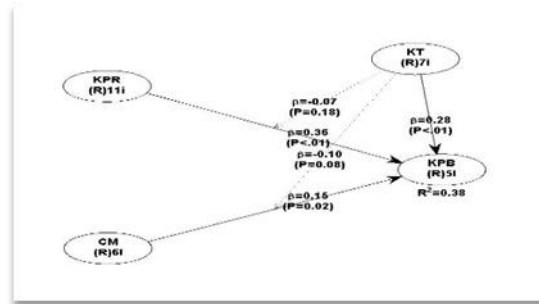 KT
(R)7i
KPR
(R)11i
β=-0.07
(P=0.18)
β=0.28
(P<.01)
β=0.36
(P<.01)
β=-0.10
(P=0.08)
KPB
(R)5i
R²=0.38
β=0.15
(P=0.02)
CM
(R)6i